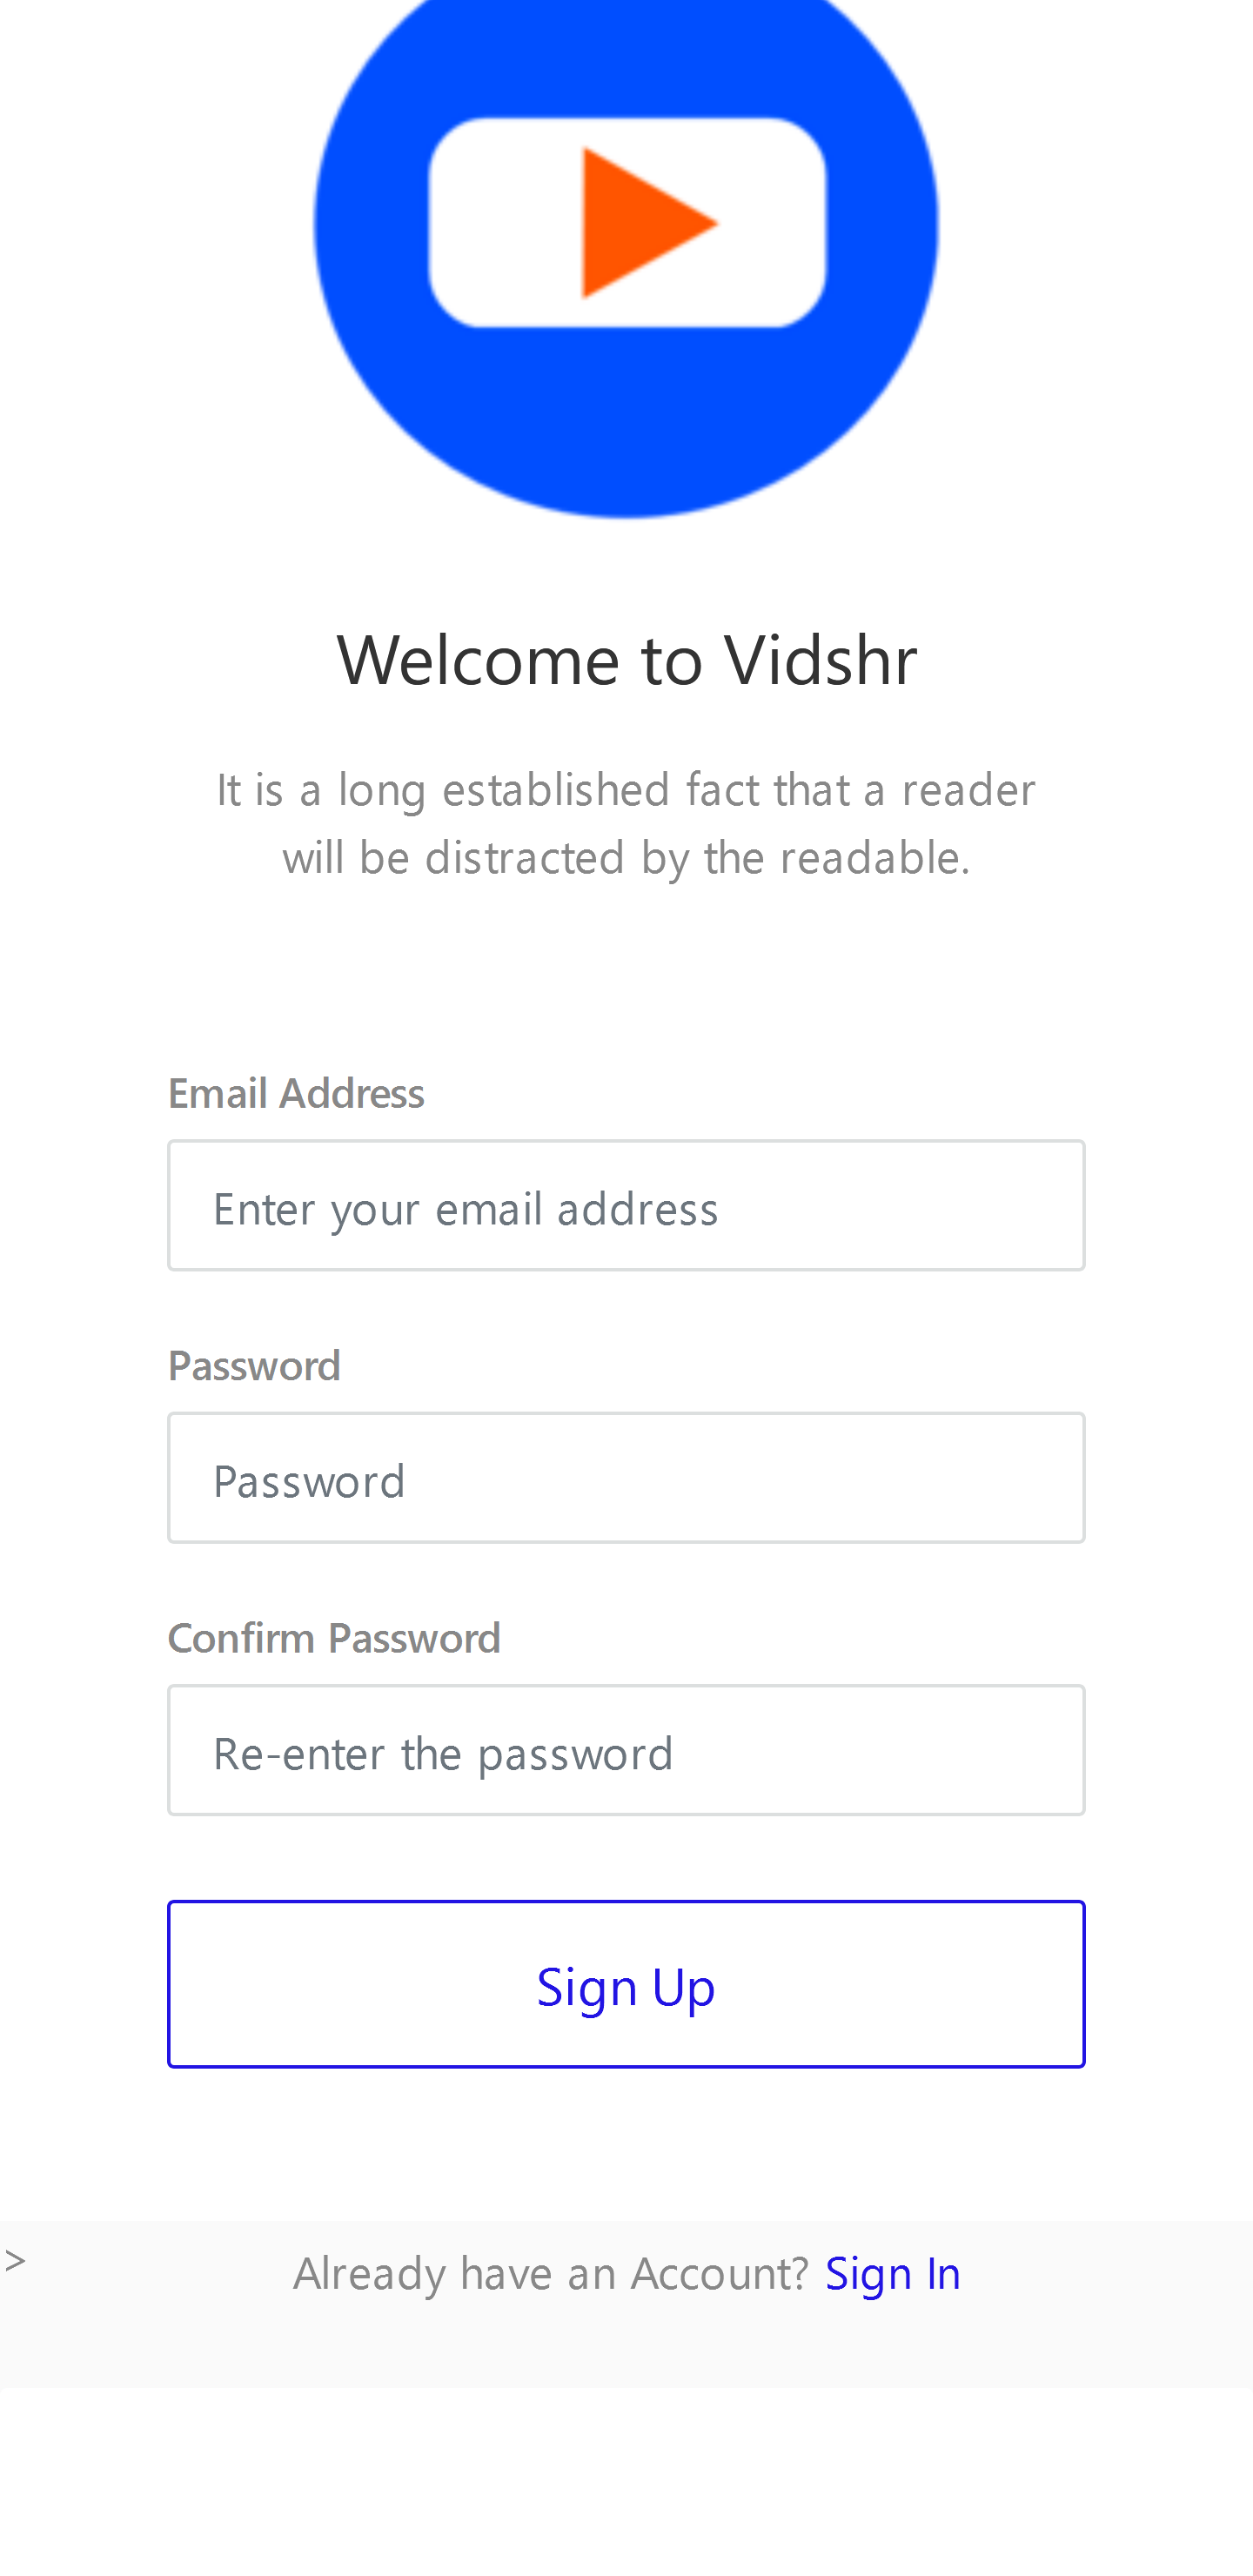 Welcome to Vidshr
It is a long established fact that a reader
will be distracted by the readable.
Email Address
Enter your email address
Password
Password
Confirm Password
Re-enter the password
Sign Up
>
Already have an Account? Sign In